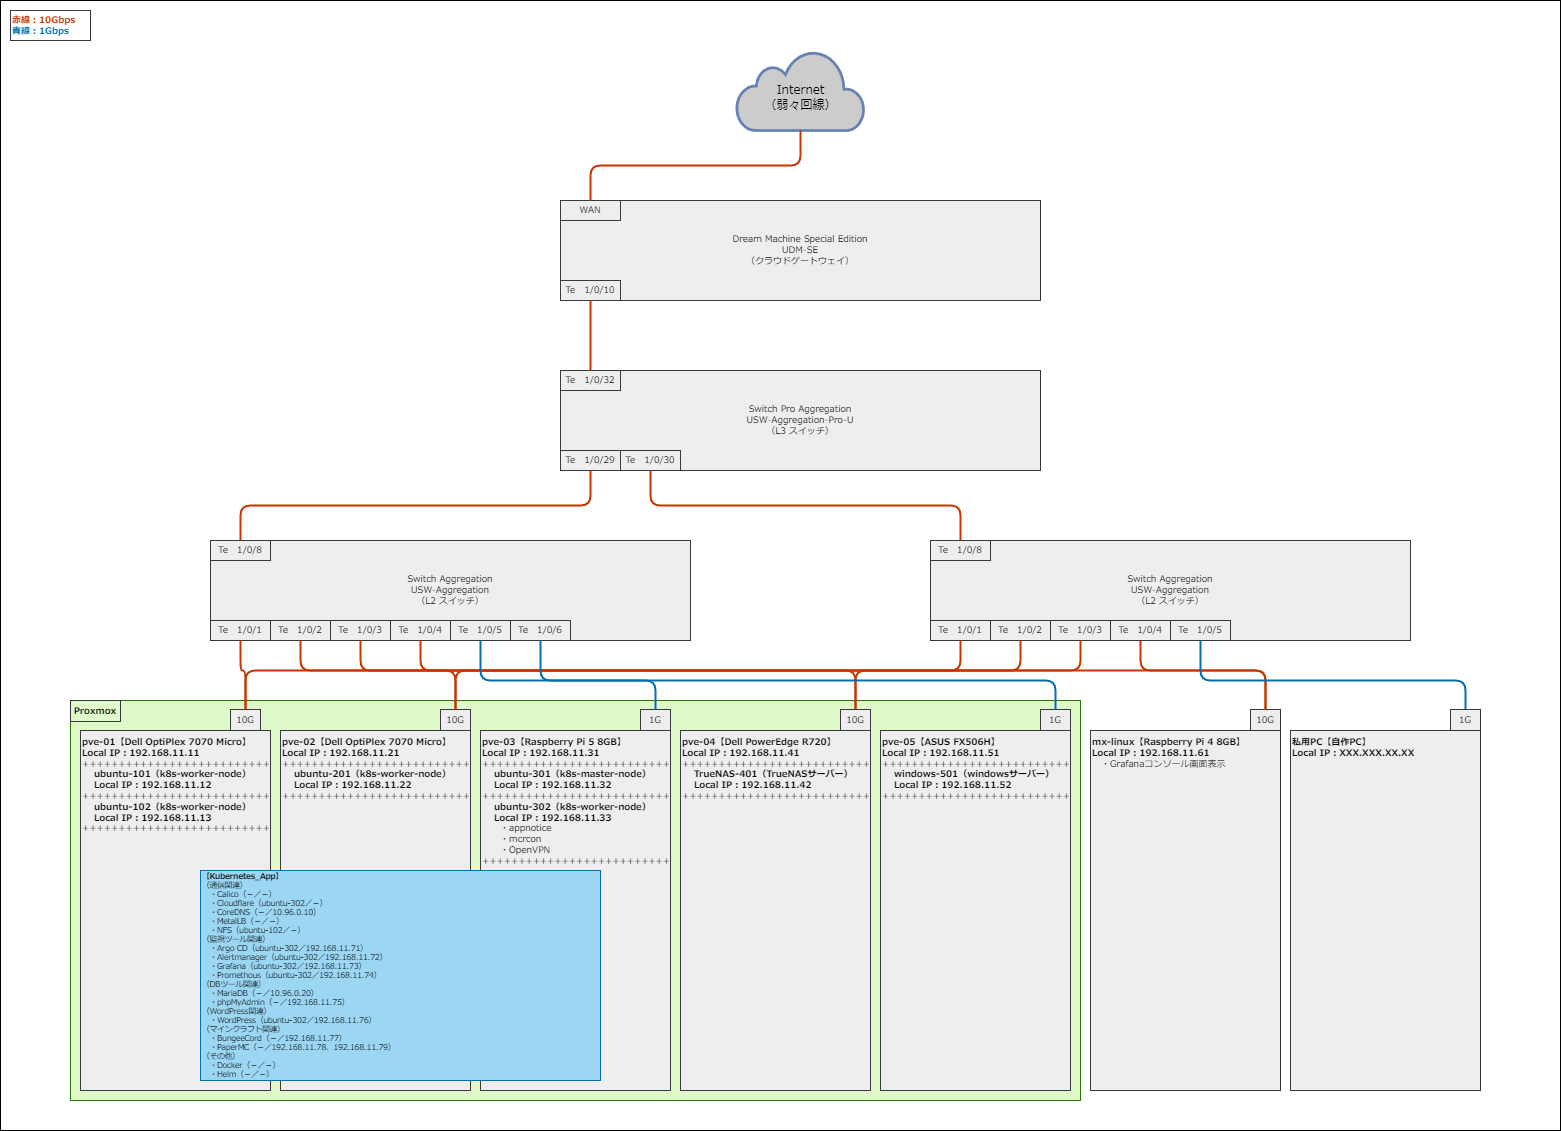 赤線：10Gbps
青線：1Gbps
Internet
（弱々回線）
WAN
Dream Machine Special Edition
UDM-SE
（クラウドゲートウェイ）
Te 1/0/10
Te 1/0/32
Switch Pro Aggregation
USW-Aggregation-Pro-U
（L3 スイッチ）
Te 1/0/29 Te 1/0/30
Te 1/0/8
Switch Aggregation
USW-Aggregation
（L2 スイッチ）
Te 1/0/1 Te 1/0/2 Te 1/0/3 Te 1/0/4 Te 1/0/5 Te 1/0/6
Te 1/0/8
Switch Aggregation
USW-Aggregation
（L2 スイッチ）
Te 1/0/1 Te 1/0/2 Te 1/0/3 Te 1/0/4 Te 1/0/5
Proxmox
10G
pve-01【Dell OptiPlex 7070 Micro】
Local IP：192.168.11.11
++++++++++++++++++++++++
ubuntu-101（k8s-worker-node）
Local IP：192.168.11.12
++++++++++++++++++++++++
ubuntu-102（k8s-worker-node）
Local IP：192.168.11.13
++++++++++++++++++++++++
10G
pve-02【Dell OptiPlex 7070 Micro】
Local IP：192.168.11.21
++++++++++++++++++++++++
ubuntu-201（k8s-worker-node）
Local IP：192.168.11.22
++++++++++++++++++++++++
1G
pve-03【Raspberry Pi 5 8GB】
Local IP：192.168.11.31
++++++++++++++++++++++++
ubuntu-301（k8s-master-node）
Local IP：192.168.11.32
++++++++++++++++++++++++
ubuntu-302（k8s-worker-node）
Local IP：192.168.11.33
・appnotice
・mcrcon
・OpenVPN
++++++++++++++++++++++++
10G
pve-04【Dell PowerEdge R720】
Local IP：192.168.11.41
++++++++++++++++++++++++
TrueNAS-401（TrueNASサーバー）
Local IP：192.168.11.42
++++++++++++++++++++++++
1G
pve-05【ASUS FX506H】
Local IP：192.168.11.51
++++++++++++++++++++++++
windows-501（windowsサーバー）
Local IP：192.168.11.52
++++++++++++++++++++++++
10G
mx-linux【Raspberry Pi 4 8GB】
Local IP：192.168.11.61
・Grafanaコンソール画面表示
1G
私用PC【自作PC】
Local IP：XXX.XXX.XX.XX
【Kubernetes_App】
（通信関連）
・Calico（－／－）
・Cloudflare（ubuntu-302／－）
・CoreDNS（－／10.96.0.10）
・MetalLB（－／－）
・NFS（ubuntu-102／－）
（監視ツール関連）
・Argo CD（ubuntu-302／192.168.11.71）
・Alertmanager（ubuntu-302／192.168.11.72）
・Grafana（ubuntu-302／192.168.11.73）
・Promethous（ubuntu-302／192.168.11.74）
（DBツール関連）
・MariaDB（－／10.96.0.20）
・phpMyAdmin（－／192.168.11.75）
（WordPress関連）
・WordPress（ubuntu-302／192.168.11.76）
（マインクラフト関連）
・BungeeCord（－／192.168.11.77）
・PaperMC（－／192.168.11.78、192.168.11.79）
（その他）
・Docker（－／－）
・Helm（－／－）